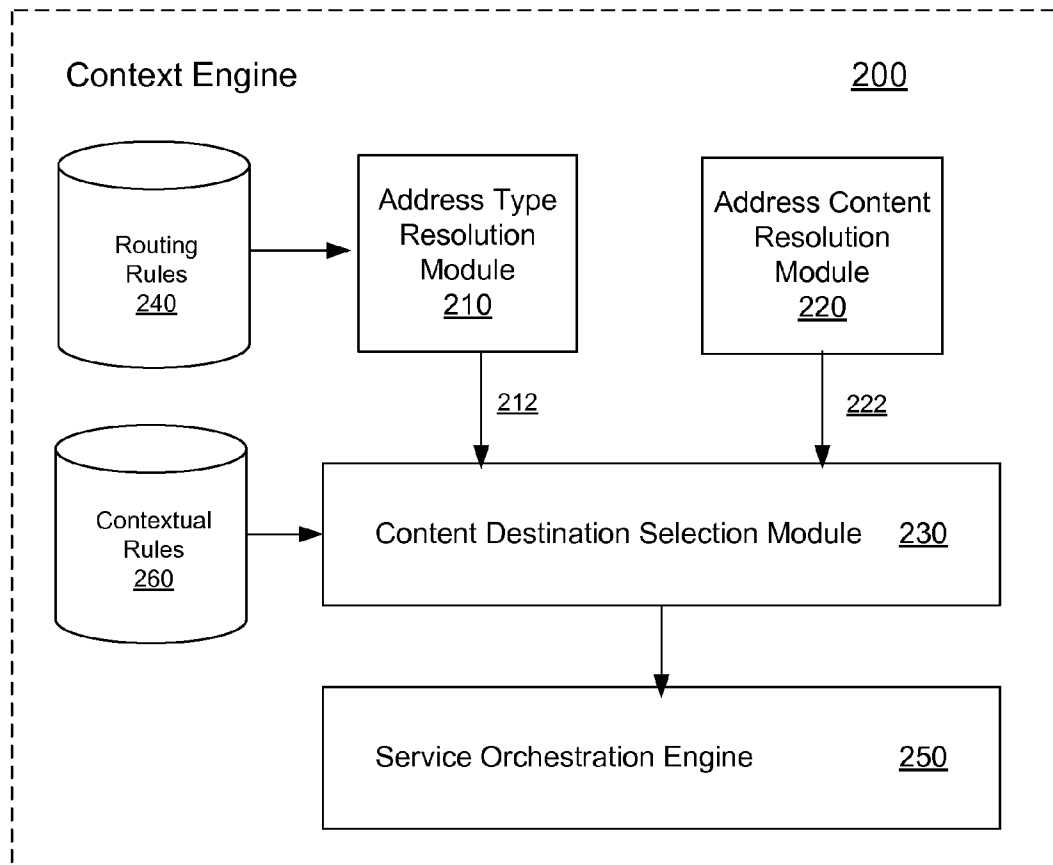 Context Engine
200
Routing
Rules
240
Address Type
Resolution
Module
210
Address Content
Resolution
Module
220
212
222
Contextual
Rules
260
Content Destination Selection Module 230
Service Orchestration Engine 250